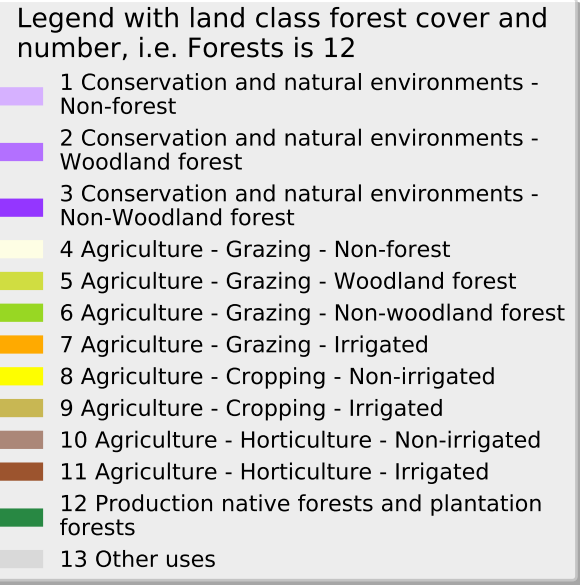 Legend with land class forest cover and
number, i.e. Forests is 12
1 Conservation and natural environments -
Non-forest
2 Conservation and natural environments -
Woodland forest
3 Conservation and natural environments -
Non-Woodland forest
4 Agriculture - Grazing - Non-forest
5 Agriculture - Grazing - Woodland forest
6 Agriculture - Grazing - Non-woodland forest
7 Agriculture - Grazing - Irrigated
8 Agriculture - Cropping - Non-irrigated
9 Agriculture - Cropping - Irrigated
10 Agriculture - Horticulture - Non-irrigated
11 Agriculture - Horticulture - Irrigated
12 Production native forests and plantation
forests
13 Other uses